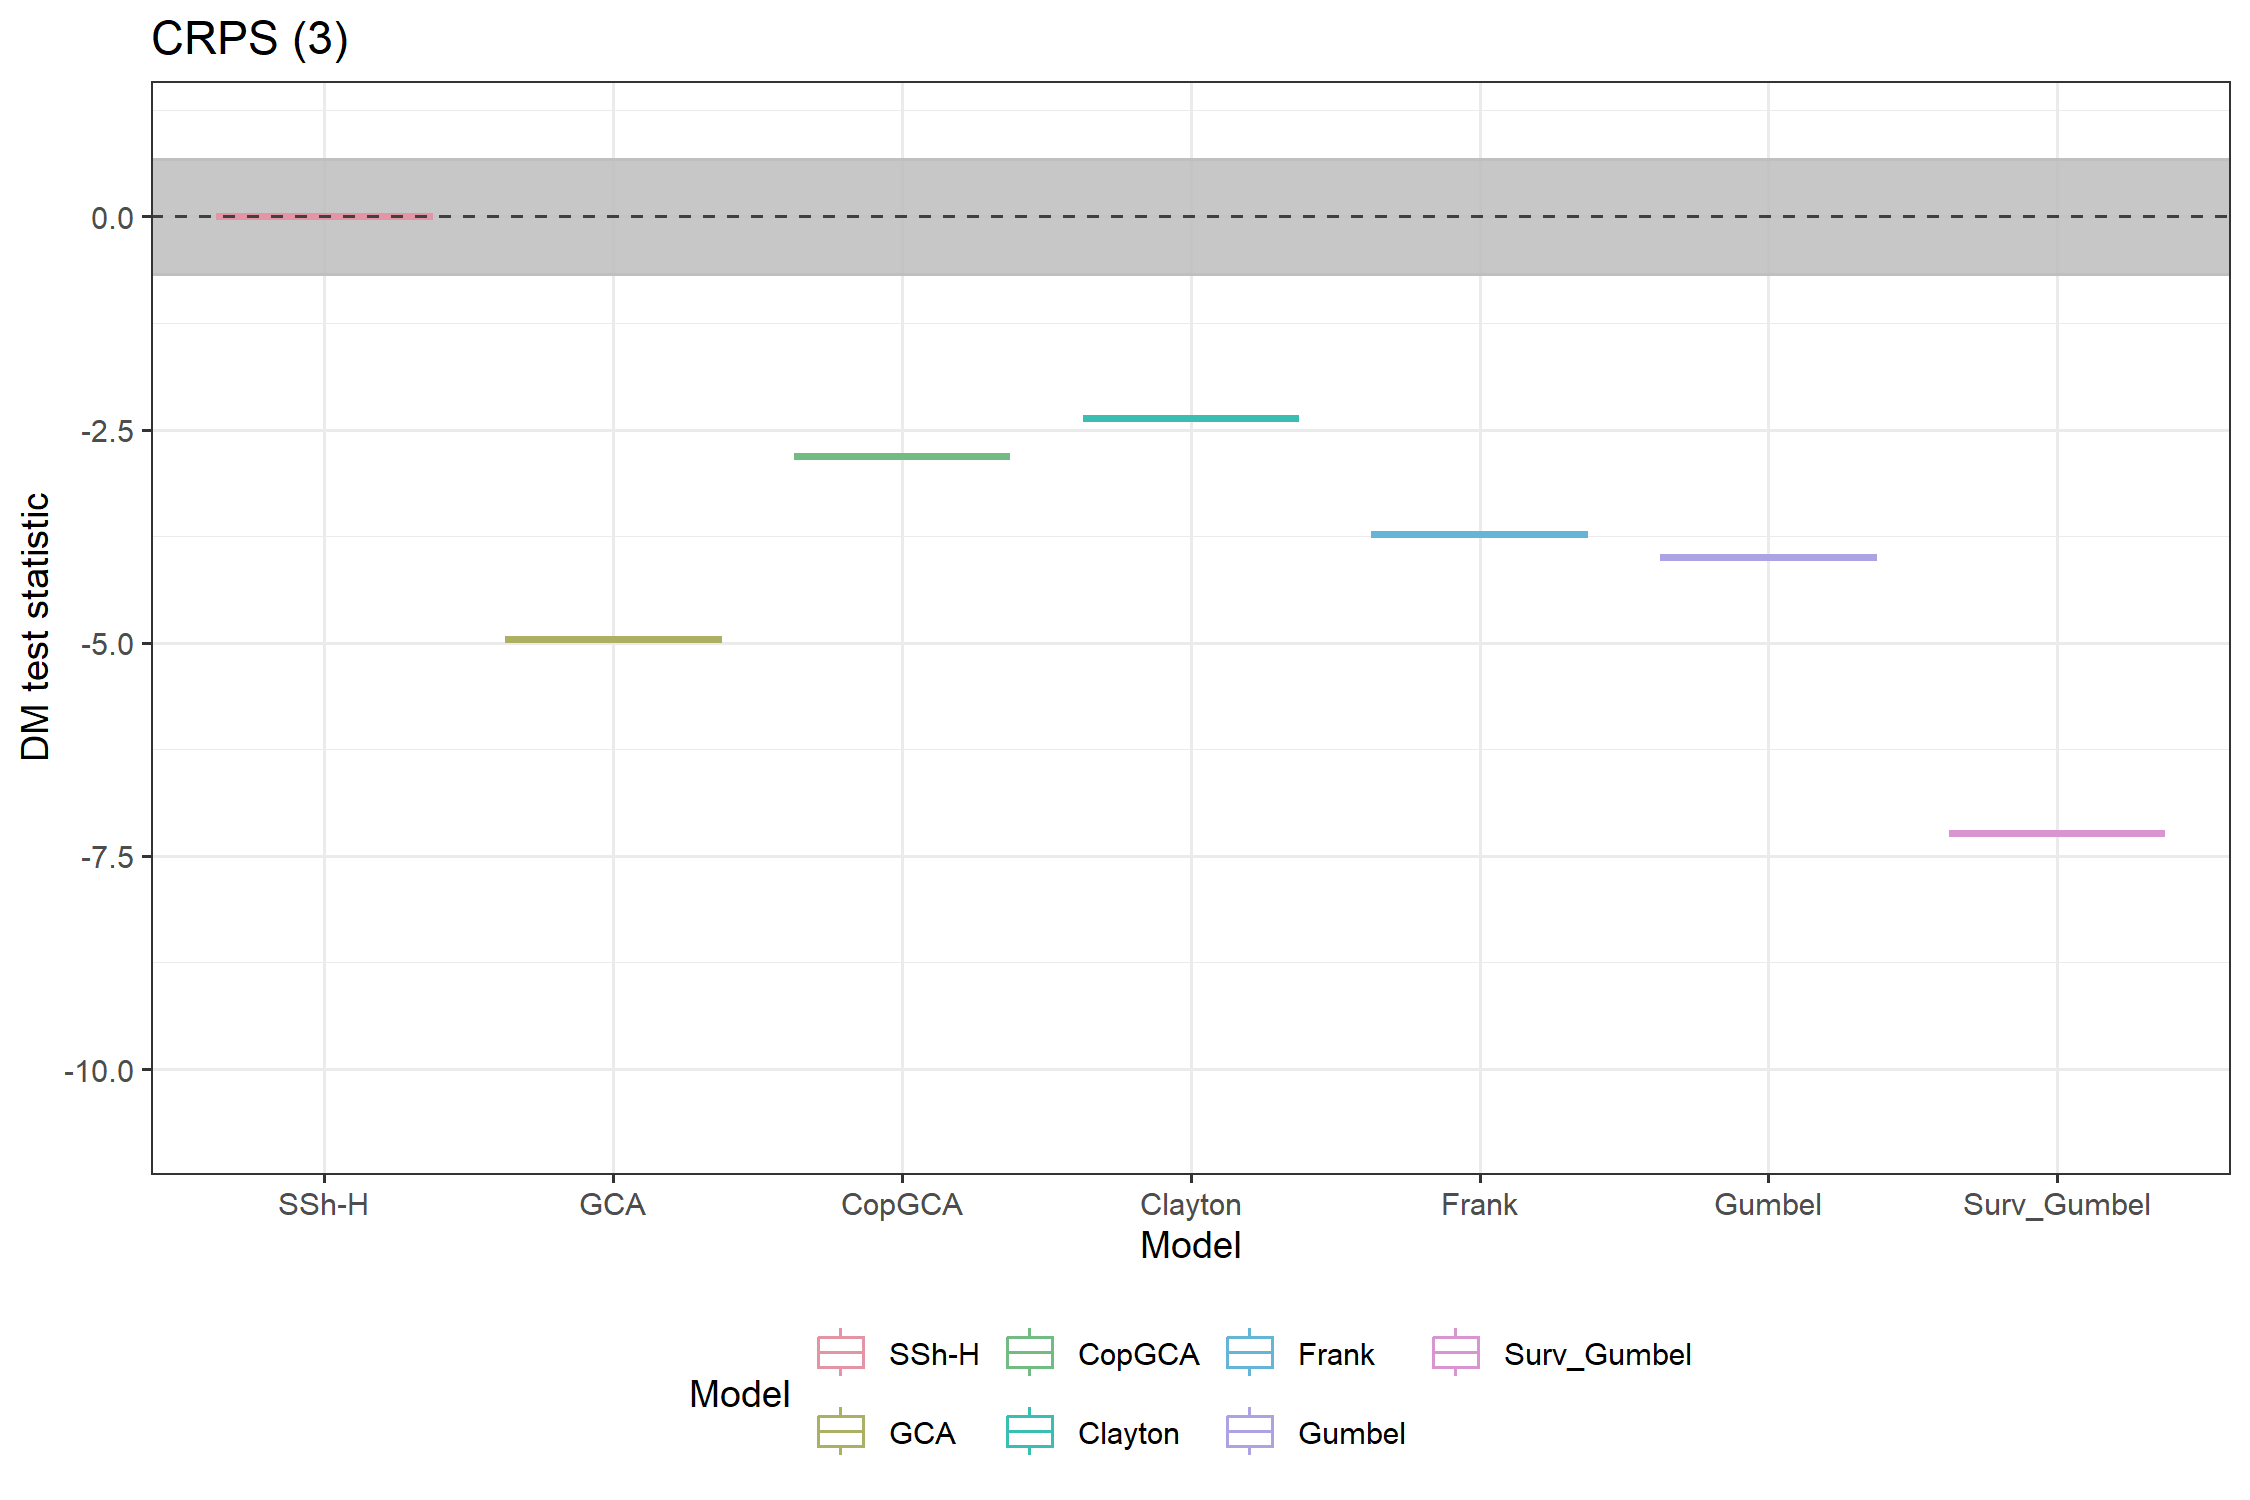 CRPS (3)
DM test statistic
0.0
-2.5
-5.0
-7.5
-10.0
SSh-H GCA CopGCA Clayton Frank Gumbel Surv_Gumbel
Model
Model
SSh-H CopGCA Frank Surv_Gumbel
GCA Clayton Gumbel